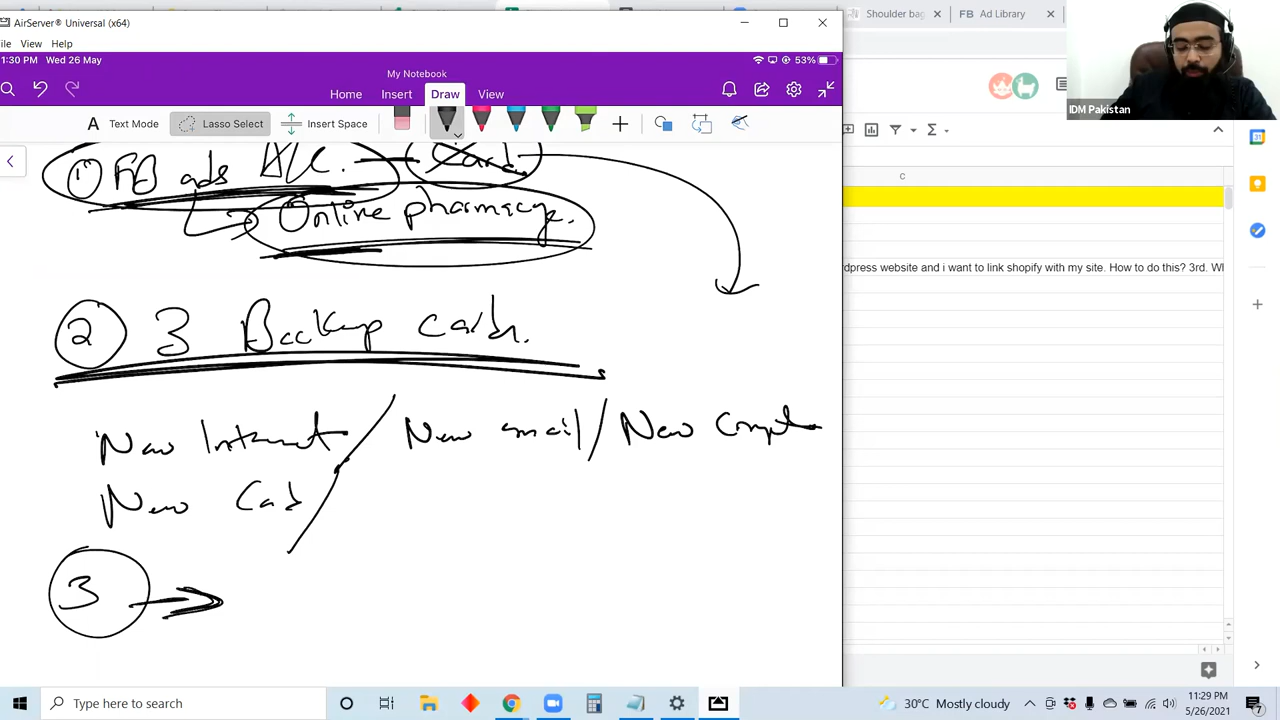 AirServer® Universal (x64)
Shoulder bag
FB Ad Library
ile View Help
1:30 PM Wed 26 May
53%
My Notebook
IDM Pakistan
Home Insert Draw View
Text Mode Lasso Select Insert Space
C
① FB ads A/C. card.
Online pharmacy.
rdpress website and i want to link shopify with my site. How to do this? 3rd. Wl
② 3 Backup cards.
New Internet / New email / New Comput
New Card /
3
Type here to search
30°C Mostly cloudy
11:29 PM
5/26/2021
7